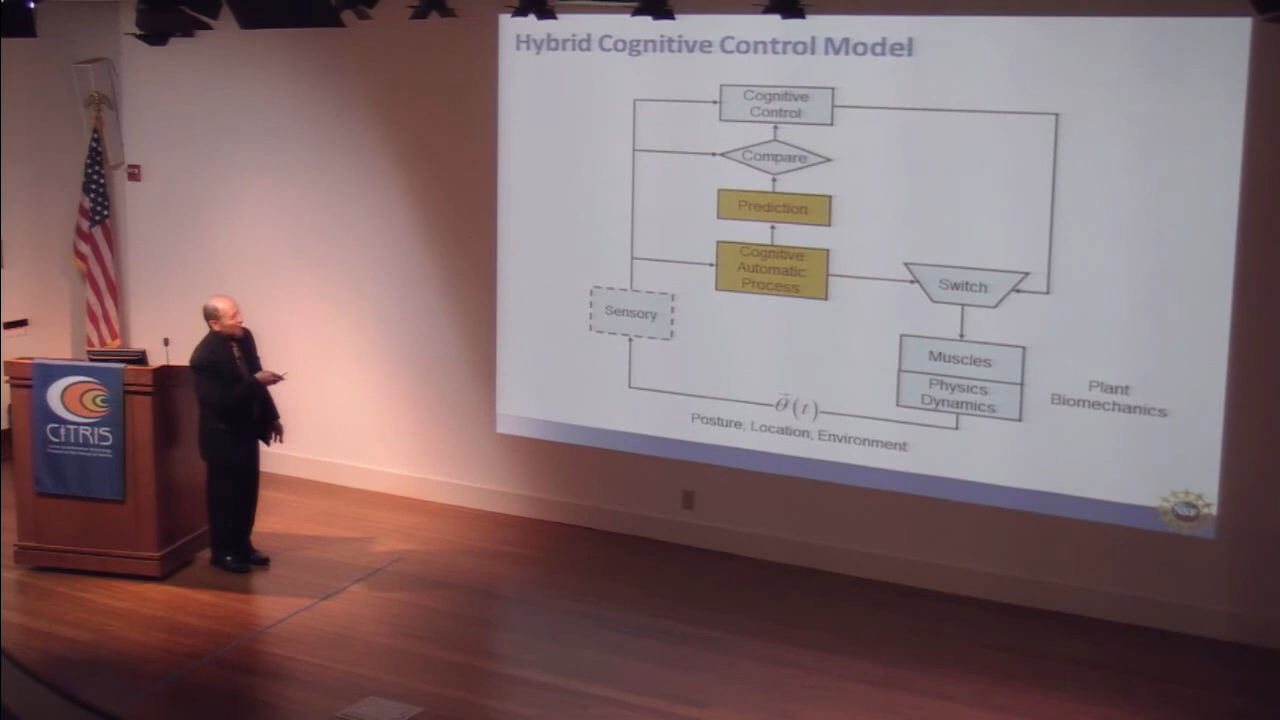 Hybrid Cognitive Control Model
Cognitive
Control
Compare
Prediction
Cognitive
Automatic
Process
Switch
Sensory
Muscles
Physics
Dynamics
Plant
Biomechanics
θ(t)
Posture, Location, Environment
NSF
CITRIS